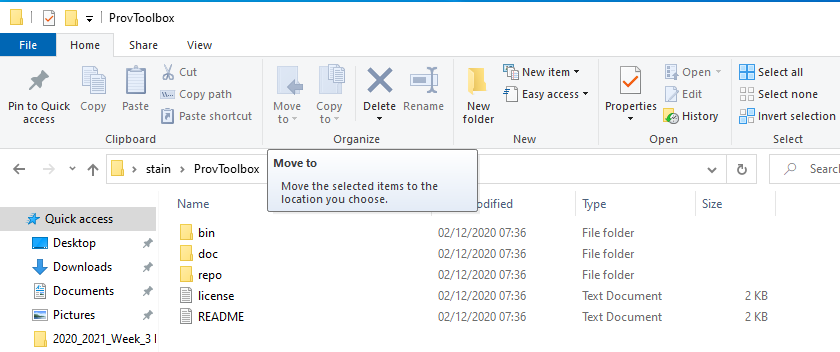 ProvToolbox
File Home Share View
Pin to Quick access
Copy
Paste
Cut
Copy path
Paste shortcut
Clipboard
Move to
Copy to
Delete
Rename
Organize
New folder
New item
Easy access
New
Properties
Open
Edit
History
Open
Select all
Select none
Invert selection
Select
stain ProvToolbox
Search
Move to
Move the selected items to the
location you choose.
Name odified Type Size
Quick access
Desktop
Downloads
Documents
Pictures
2020_2021_Week_3
bin 02/12/2020 07:36 File folder
doc 02/12/2020 07:36 File folder
repo 02/12/2020 07:36 File folder
license 02/12/2020 07:36 Text Document 2 KB
README 02/12/2020 07:36 Text Document 2 KB